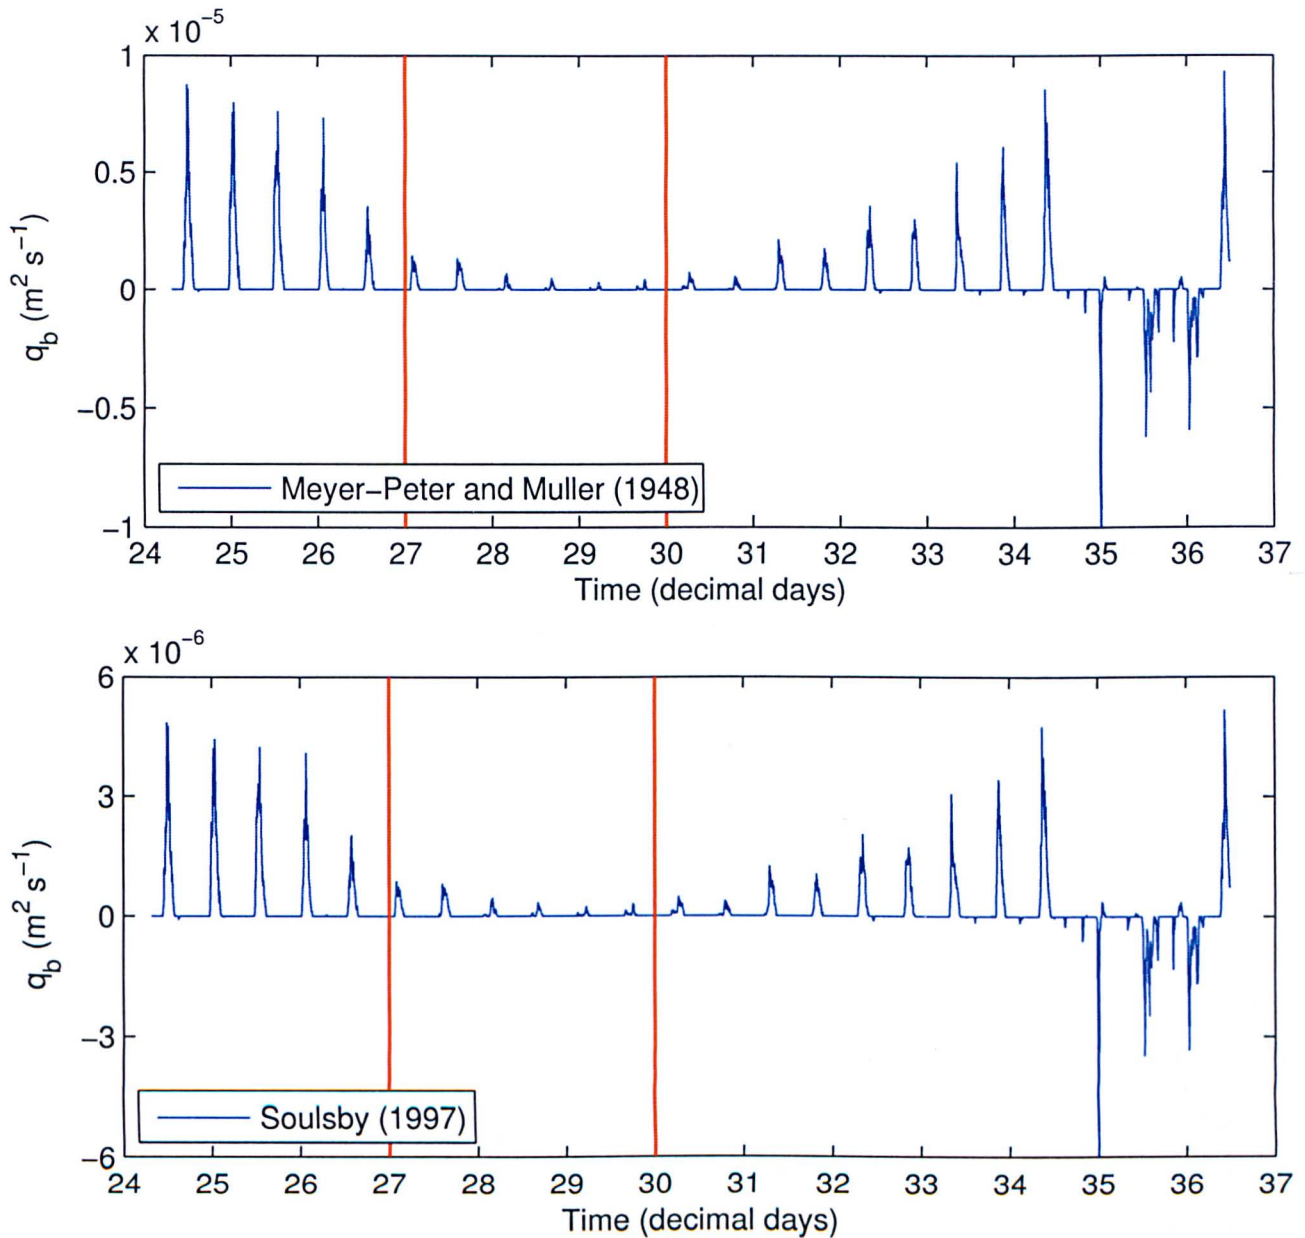 x 10⁻⁵
1
0.5
0
−0.5
−1
q_b (m² s⁻¹)
Meyer−Peter and Muller (1948)
24 25 26 27 28 29 30 31 32 33 34 35 36 37
Time (decimal days)
x 10⁻⁶
6
3
0
−3
−6
q_b (m² s⁻¹)
Soulsby (1997)
24 25 26 27 28 29 30 31 32 33 34 35 36 37
Time (decimal days)